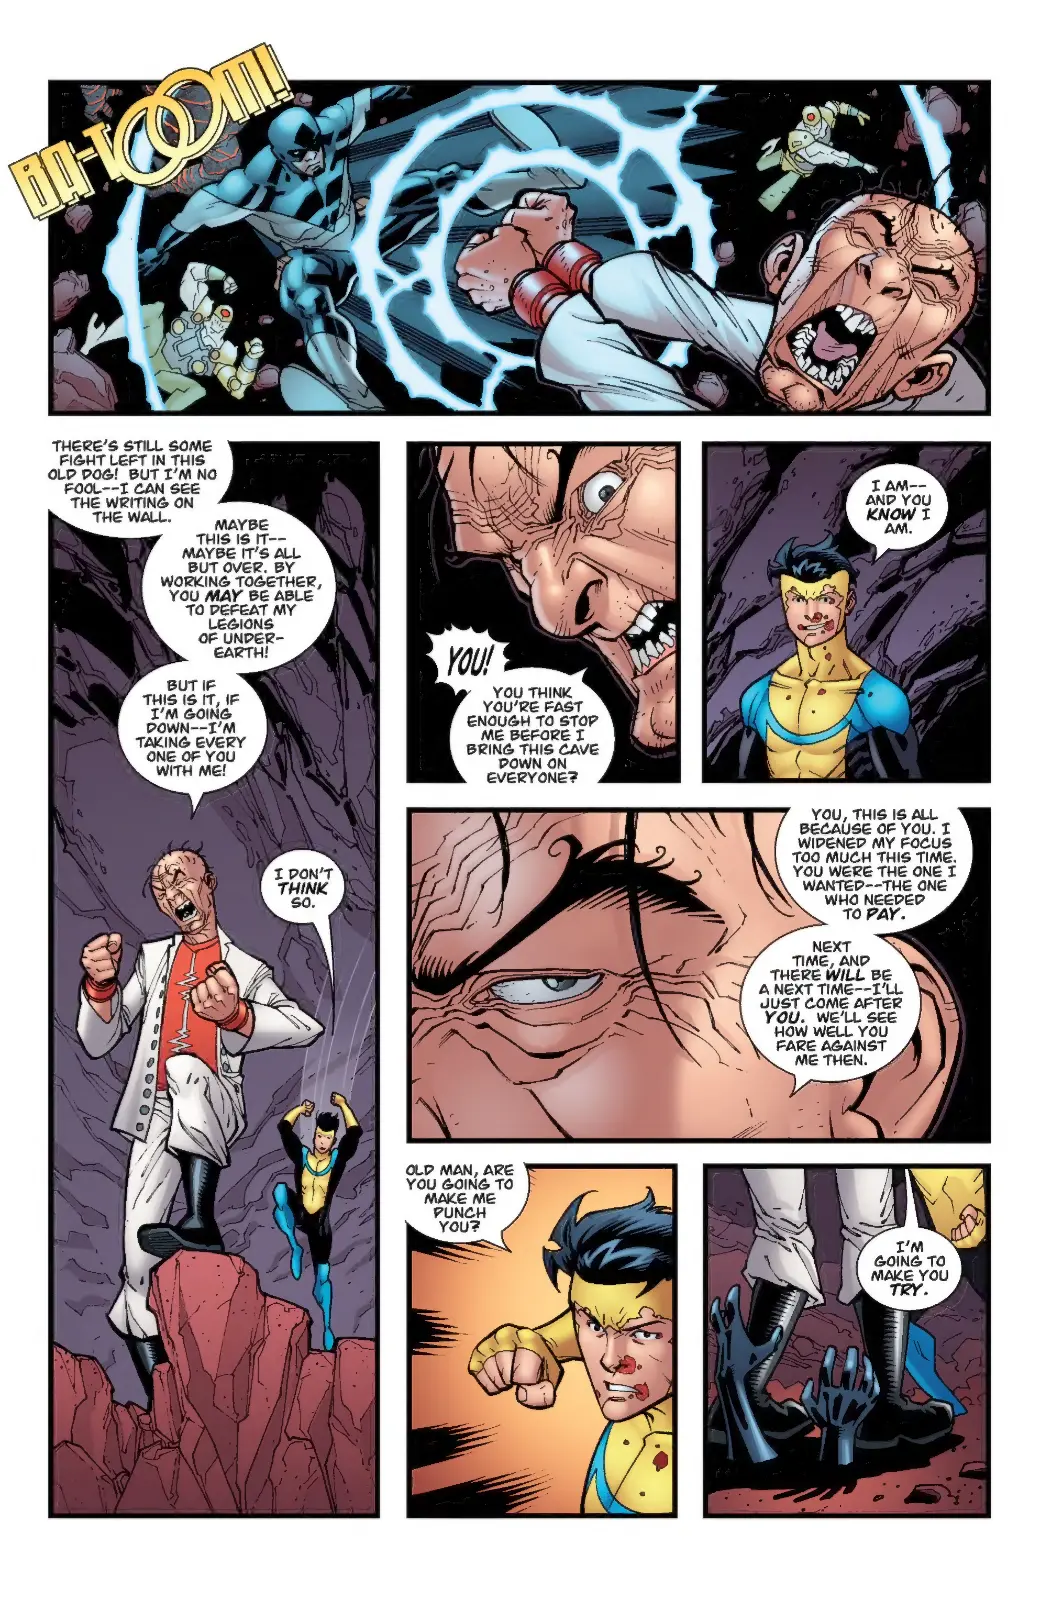 BA-TOOOM!
THERE'S STILL SOME
FIGHT LEFT IN THIS
OLD DOG! BUT I'M NO
FOOL--I CAN SEE
THE WRITING ON
THE WALL.
MAYBE
THIS IS IT--
MAYBE IT'S ALL
BUT OVER. BY
WORKING TOGETHER,
YOU MAY BE ABLE
TO DEFEAT MY
LEGIONS
OF UNDER-
EARTH!
BUT IF
THIS IS IT, IF
I'M GOING
DOWN--I'M
TAKING EVERY
ONE OF YOU
WITH ME!
I DON'T
THINK
SO.
YOU!
YOU THINK
YOU'RE FAST
ENOUGH TO STOP
ME BEFORE I
BRING THIS CAVE
DOWN ON
EVERYONE?
I AM--
AND YOU
KNOW I
AM.
YOU, THIS IS ALL
BECAUSE OF YOU. I
WIDENED MY FOCUS
TOO MUCH THIS TIME.
YOU WERE THE ONE I
WANTED--THE ONE
WHO NEEDED
TO PAY.
NEXT
TIME, AND
THERE WILL BE
A NEXT TIME--I'LL
JUST COME AFTER
YOU. WE'LL SEE
HOW WELL YOU
FARE AGAINST
ME THEN.
OLD MAN, ARE
YOU GOING TO
MAKE ME
PUNCH
YOU?
I'M
GOING TO
MAKE YOU
TRY.